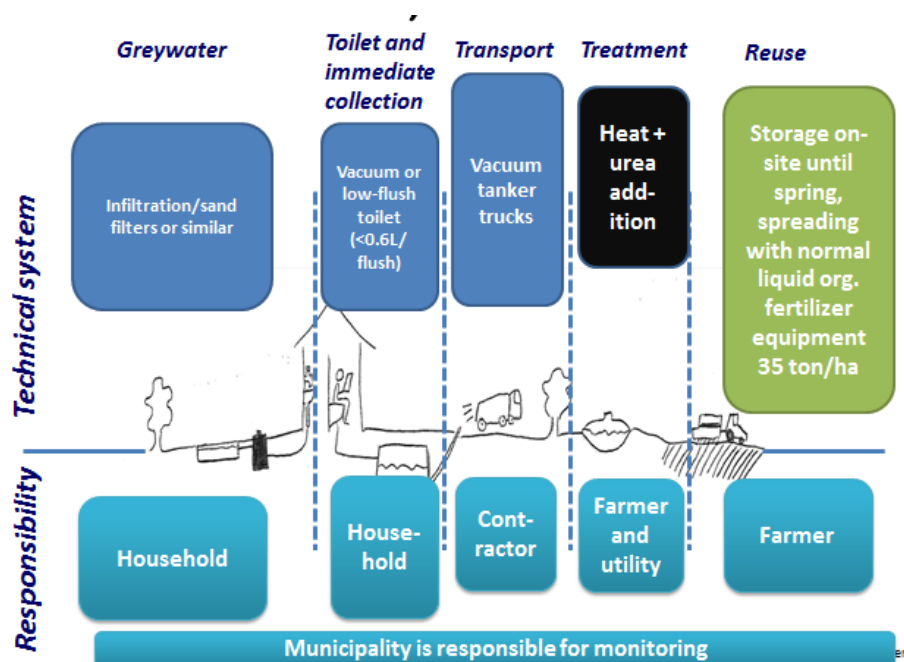 Greywater
Toilet and
immediate
collection
Transport
Treatment
Reuse
Technical system
Infiltration/sand
filters or similar
Vacuum or
low-flush
toilet
(<0.6L/
flush)
Vacuum
tanker
trucks
Heat +
urea
add-
ition
Storage on-
site until
spring,
spreading
with normal
liquid org.
fertilizer
equipment
35 ton/ha
Responsibility
Household
House-
hold
Cont-
ractor
Farmer
and
utility
Farmer
Municipality is responsible for monitoring